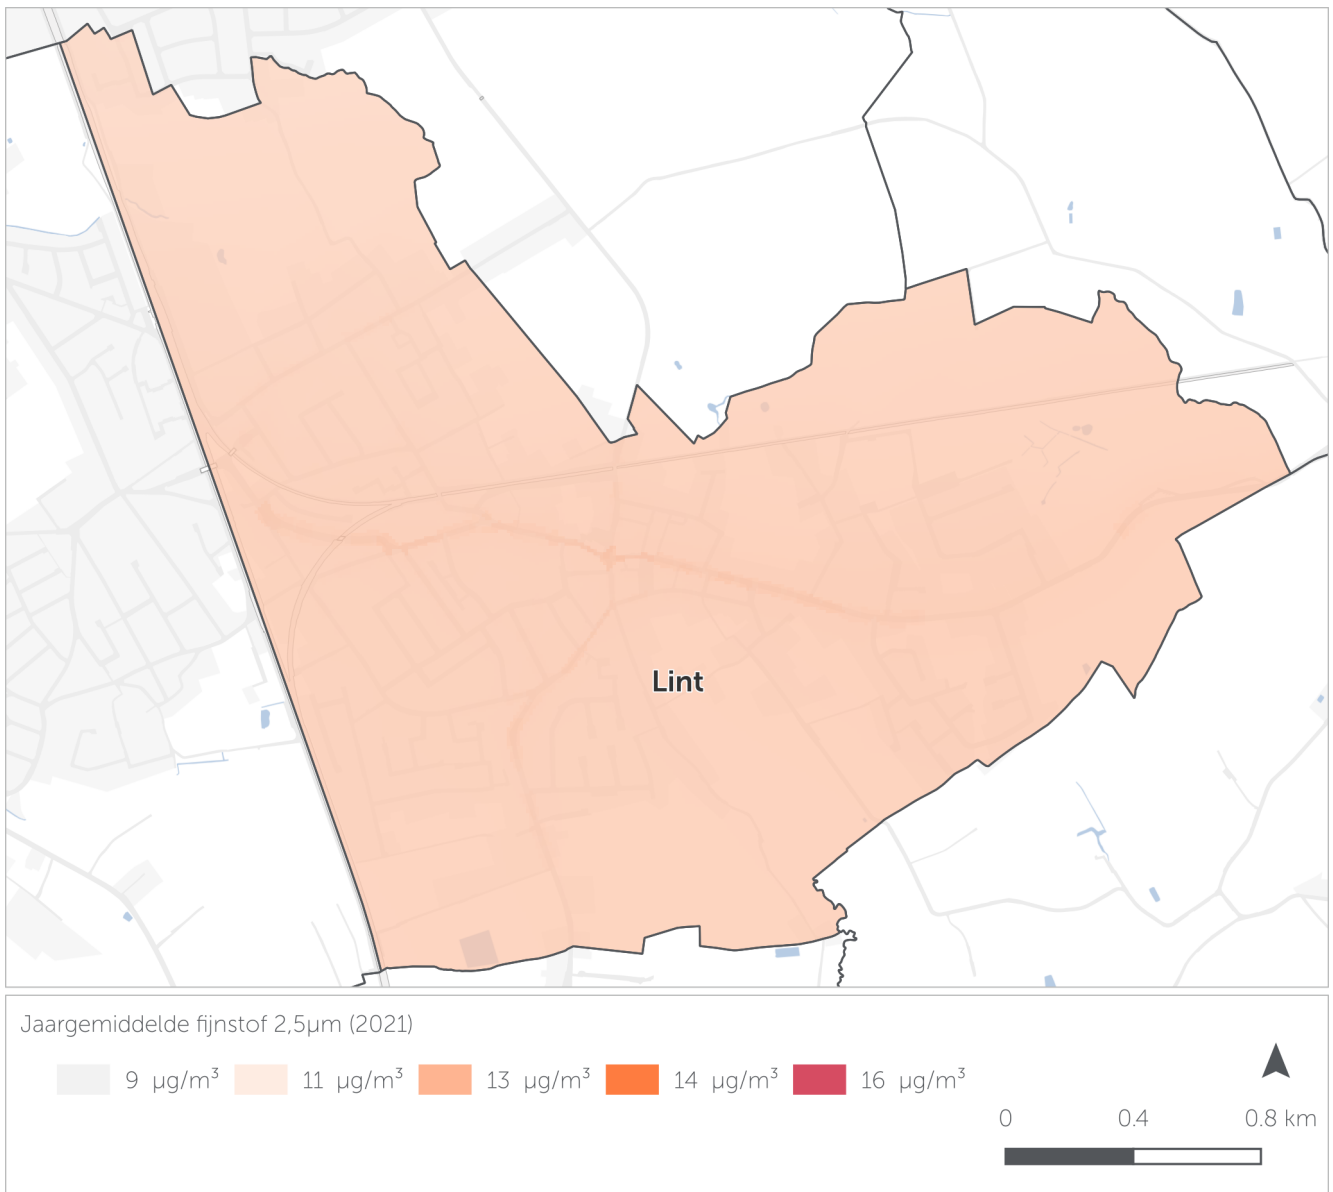 Lint
Jaargemiddelde fijnstof 2,5µm (2021)
9 µg/m³ 11 µg/m³ 13 µg/m³ 14 µg/m³ 16 µg/m³
0 0.4 0.8 km